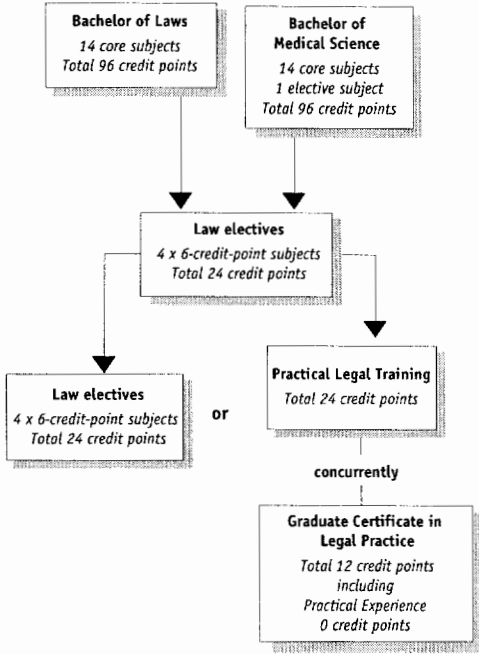 Bachelor of Laws
14 core subjects
Total 96 credit points
Bachelor
of
Medical Science
14 core subjects
1 elective subject
Total 96 credit points
Law electives
4 x 6-credit-point subjects
Total 24 credit points
Law electives
4 x 6-credit-point subjects
Total 24 credit points
or
Practical Legal Training
Total 24 credit points
concurrently
Graduate Certificate in
Legal Practice
Total 12 credit points
including
Practical Experience
0 credit points